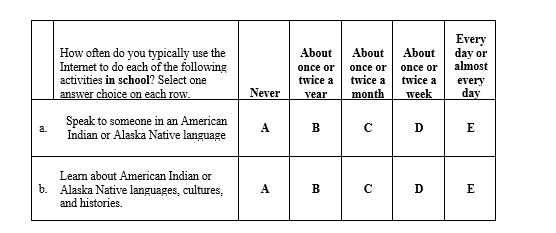 How often do you typically use the
Internet to do each of the following
activities in school? Select one
answer choice on each row.
Never
About
once or
twice a
year
About
once or
twice a
month
About
once or
twice a
week
Every
day or
almost
every
day
a. Speak to someone in an American
Indian or Alaska Native language
A B C D E
b. Learn about American Indian or
Alaska Native languages, cultures,
and histories.
A B C D E